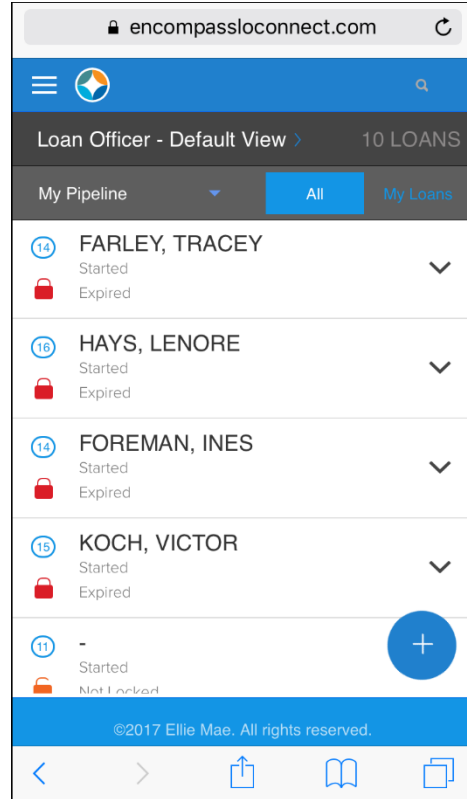 encompassloconnect.com
Loan Officer - Default View > 10 LOANS
My Pipeline All My Loans
14 FARLEY, TRACEY
Started
Expired
16 HAYS, LENORE
Started
Expired
14 FOREMAN, INES
Started
Expired
15 KOCH, VICTOR
Started
Expired
11 -
Started
Not Locked
©2017 Ellie Mae. All rights reserved.